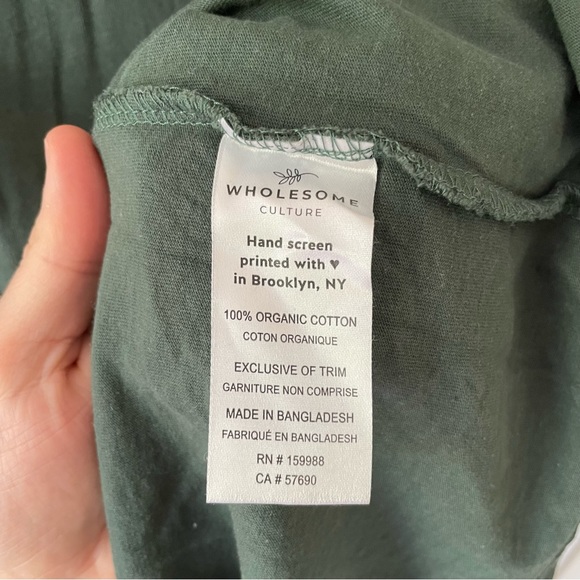 WHOLESOME
CULTURE
Hand screen
printed with ♥
in Brooklyn, NY
100% ORGANIC COTTON
COTON ORGANIQUE
EXCLUSIVE OF TRIM
GARNITURE NON COMPRISE
MADE IN BANGLADESH
FABRIQUÉ EN BANGLADESH
RN # 159988
CA # 57690